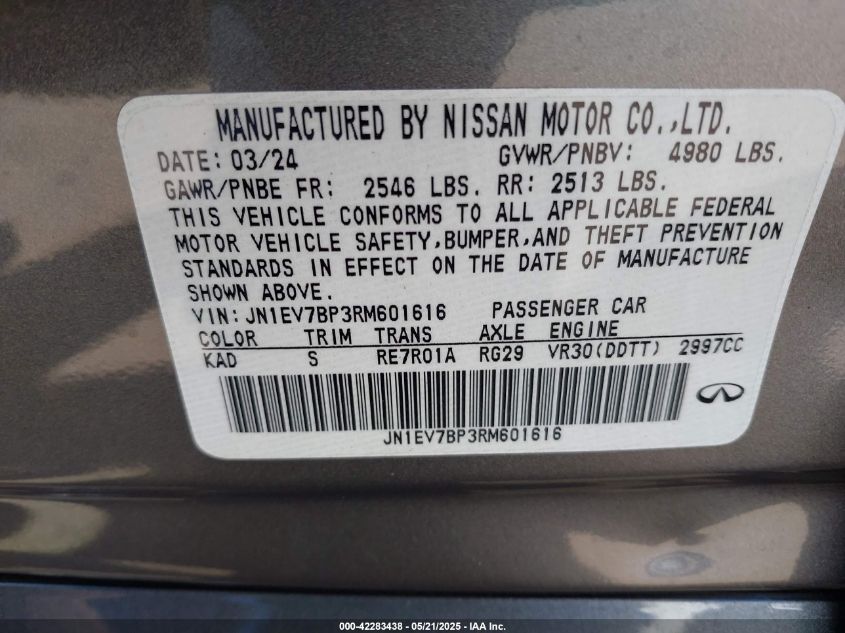 MANUFACTURED BY NISSAN MOTOR CO.,LTD.
DATE: 03/24 GVWR/PNBV: 4980 LBS.
GAWR/PNBE FR: 2546 LBS. RR: 2513 LBS.
THIS VEHICLE CONFORMS TO ALL APPLICABLE FEDERAL
MOTOR VEHICLE SAFETY,BUMPER,AND THEFT PREVENTION
STANDARDS IN EFFECT ON THE DATE OF MANUFACTURE
SHOWN ABOVE.
VIN: JN1EV7BP3RM601616 PASSENGER CAR
COLOR TRIM TRANS AXLE ENGINE
KAD S RE7R01A RG29 VR30(DDTT) 2997CC
JN1EV7BP3RM601616
000-42283438 - 05/21/2025 - IAA Inc.